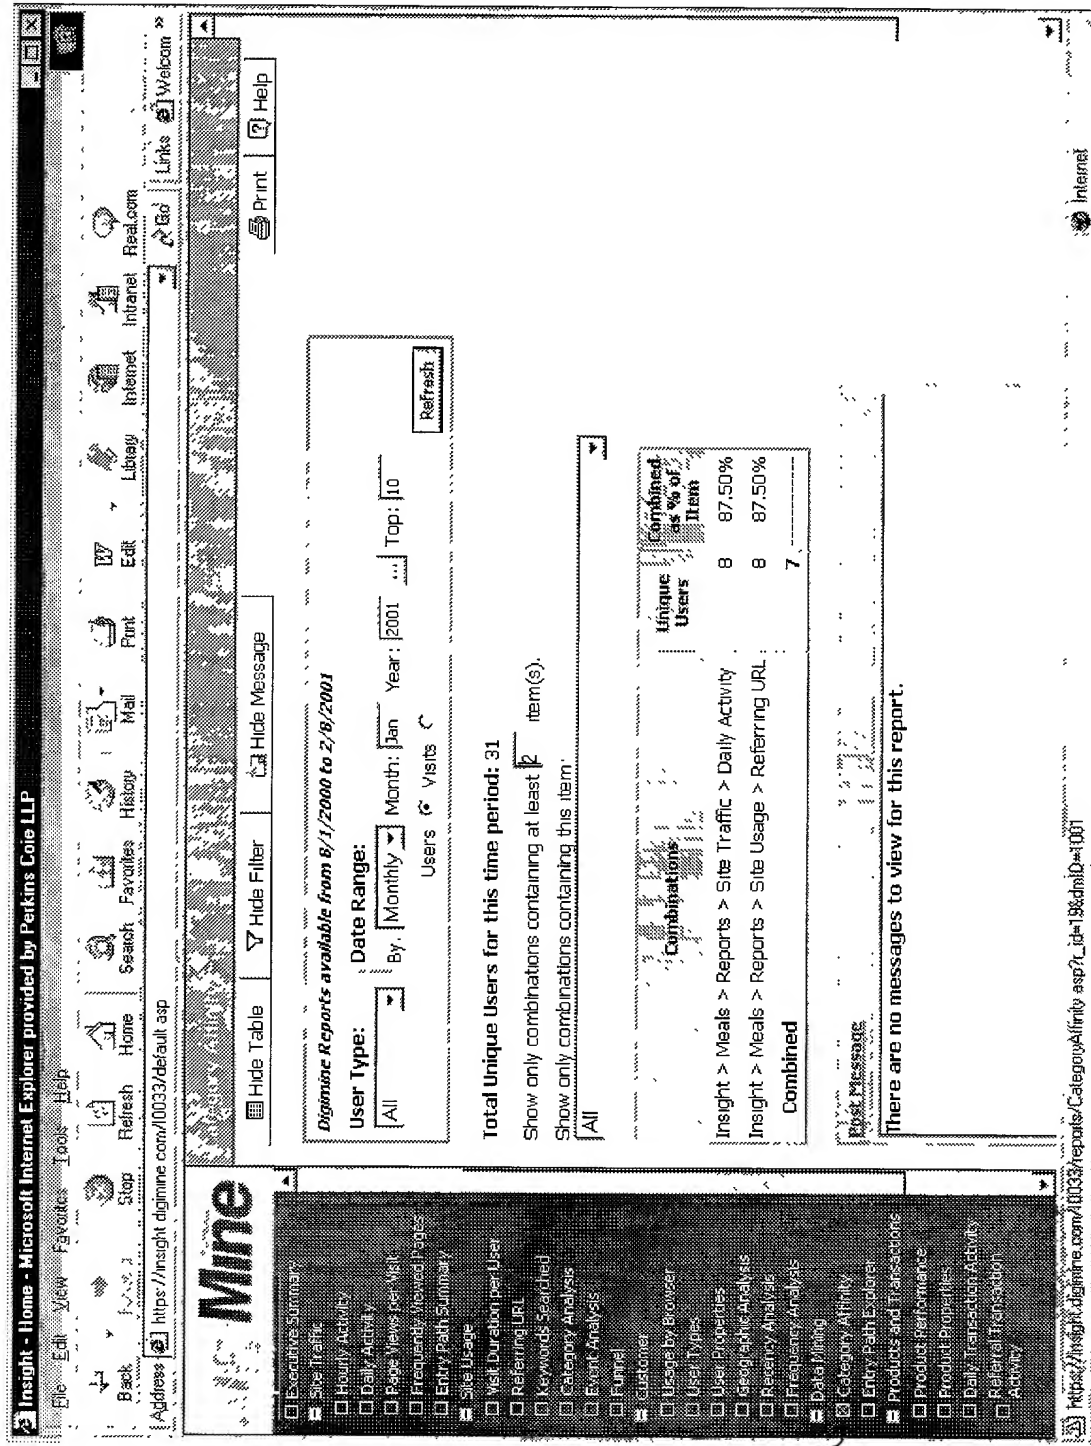 Insight - Home - Microsoft Internet Explorer provided by Perkins Coie LLP
File Edit View Favorites Tools Help
Back Stop Refresh Home Search Favorites History Mail Print Edit Library Internet Intranet Real.com
Address https://insight.digimine.com/I0033/default.asp Go Links Welcom »
Mine
Category Affinity
Hide Table Hide Filter Hide Message Print ? Help
Executive Summary
Site Traffic
Hourly Activity
Daily Activity
Page Views per Visit
Frequently Viewed Pages
Entry Path Summary
Site Usage
Visit Duration per User
Referring URL
Keywords Searched
Category Analysis
Event Analysis
Funnel
Customer
Usage by Browser
User Types
User Properties
Geographic Analysis
Recency Analysis
Frequency Analysis
Data Mining
Category Affinity
Entry Path Explorer
Products and Transactions
Product Performance
Product Properties
Daily Transaction Activity
Referral Transaction
Activity
Digimine Reports available from 8/1/2000 to 2/8/2001
User Type: Date Range:
All By. Monthly Month: Jan Year: 2001 ... Top: 10
Users Visits
Refresh
Total Unique Users for this time period: 31
Show only combinations containing at least 2 item(s).
Show only combinations containing this item:
All
Combinations Unique Users Combined as % of Item
Insight > Meals > Reports > Site Traffic > Daily Activity 8 87.50%
Insight > Meals > Reports > Site Usage > Referring URL 8 87.50%
Combined 7 ----------
Post Message
There are no messages to view for this report.
https://insight.digimine.com/I0033/reports/CategoryAffinity.asp?r_id=19&dmID=1001 Internet